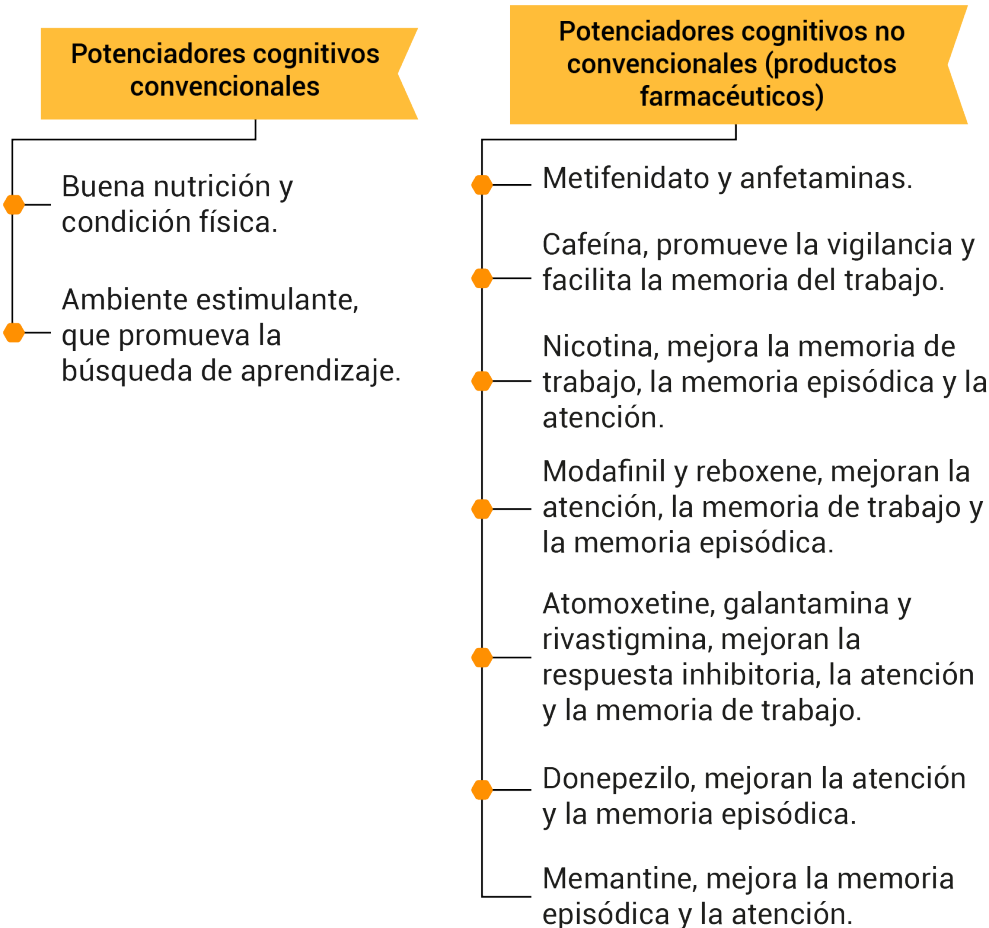 Potenciadores cognitivos
convencionales
Buena nutrición y
condición física.
Ambiente estimulante,
que promueva la
búsqueda de aprendizaje.
Potenciadores cognitivos no
convencionales (productos
farmacéuticos)
Metifenidato y anfetaminas.
Cafeína, promueve la vigilancia y
facilita la memoria del trabajo.
Nicotina, mejora la memoria de
trabajo, la memoria episódica y la
atención.
Modafinil y reboxene, mejoran la
atención, la memoria de trabajo y
la memoria episódica.
Atomoxetine, galantamina y
rivastigmina, mejoran la
respuesta inhibitoria, la atención
y la memoria de trabajo.
Donepezilo, mejoran la atención
y la memoria episódica.
Memantine, mejora la memoria
episódica y la atención.